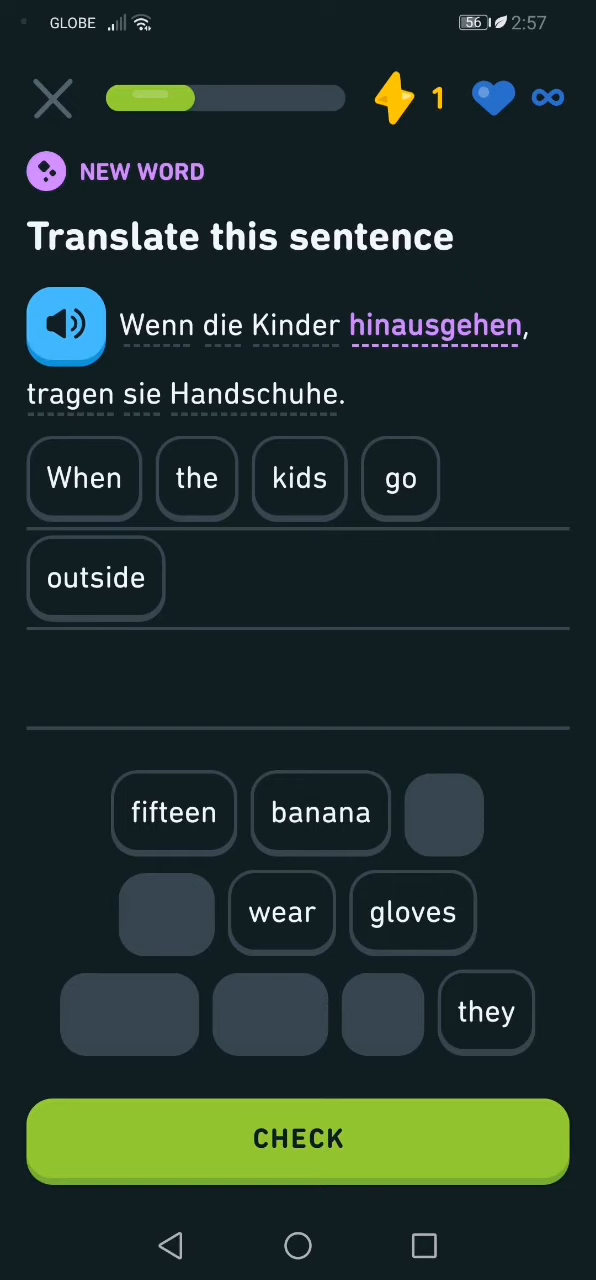 GLOBE 56 2:57
1 ∞
NEW WORD
Translate this sentence
Wenn die Kinder hinausgehen,
tragen sie Handschuhe.
When the kids go
outside
fifteen banana
wear gloves
they
CHECK